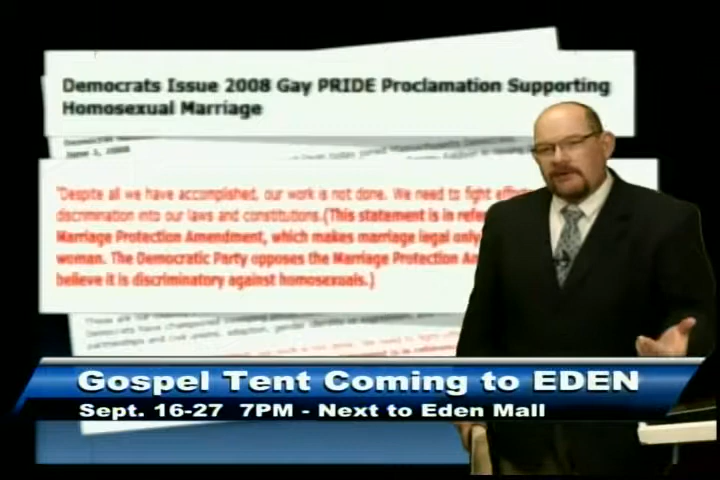 Democrats Issue 2008 Gay PRIDE Proclamation Supporting
Homosexual Marriage
June 2, 2008
"Despite all we have accomplished, our work is not done. We need to fight
discrimination into our laws and constitutions.(This statement is in
Marriage Protection Amendment, which makes marriage legal only
woman. The Democratic Party opposes the Marriage Protection
believe it is discriminatory against homosexuals.)
Gospel Tent Coming to EDEN
Sept. 16-27 7PM - Next to Eden Mall